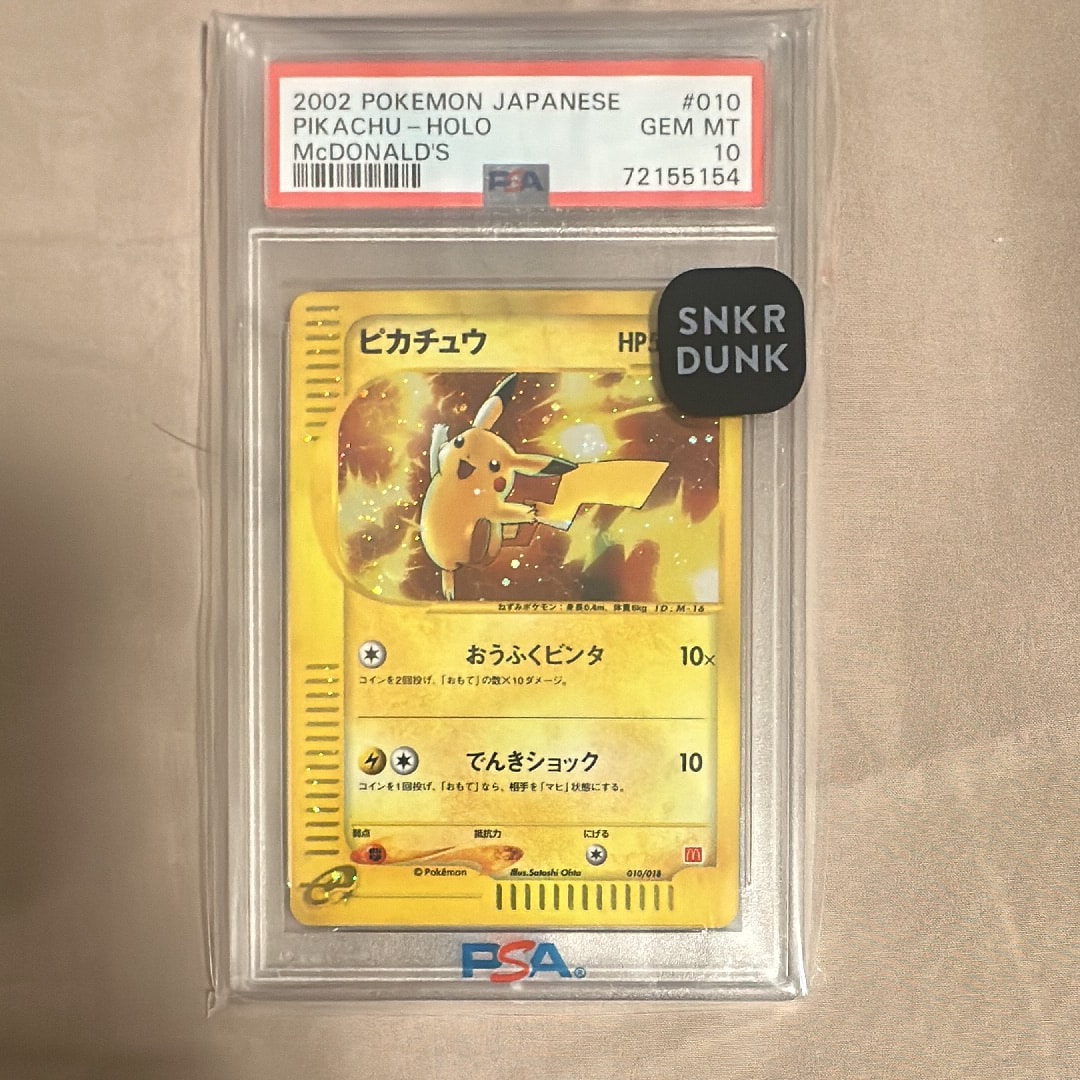 2002 POKEMON JAPANESE #010
PIKACHU - HOLO GEM MT
McDONALD'S 10
PSA 72155154
SNKR
DUNK
ピカチュウ HP5
ねずみポケモン：身長0.4m、体重6kg ID:M-16
おうふくビンタ 10×
コインを2回投げ、「おもて」の数×10ダメージ。
でんきショック 10
コインを1回投げ、「おもて」なら、相手を「マヒ」状態にする。
弱点 抵抗力 にげる
©Pokémon Illus.Satoshi Ohta 010/018
PSA®